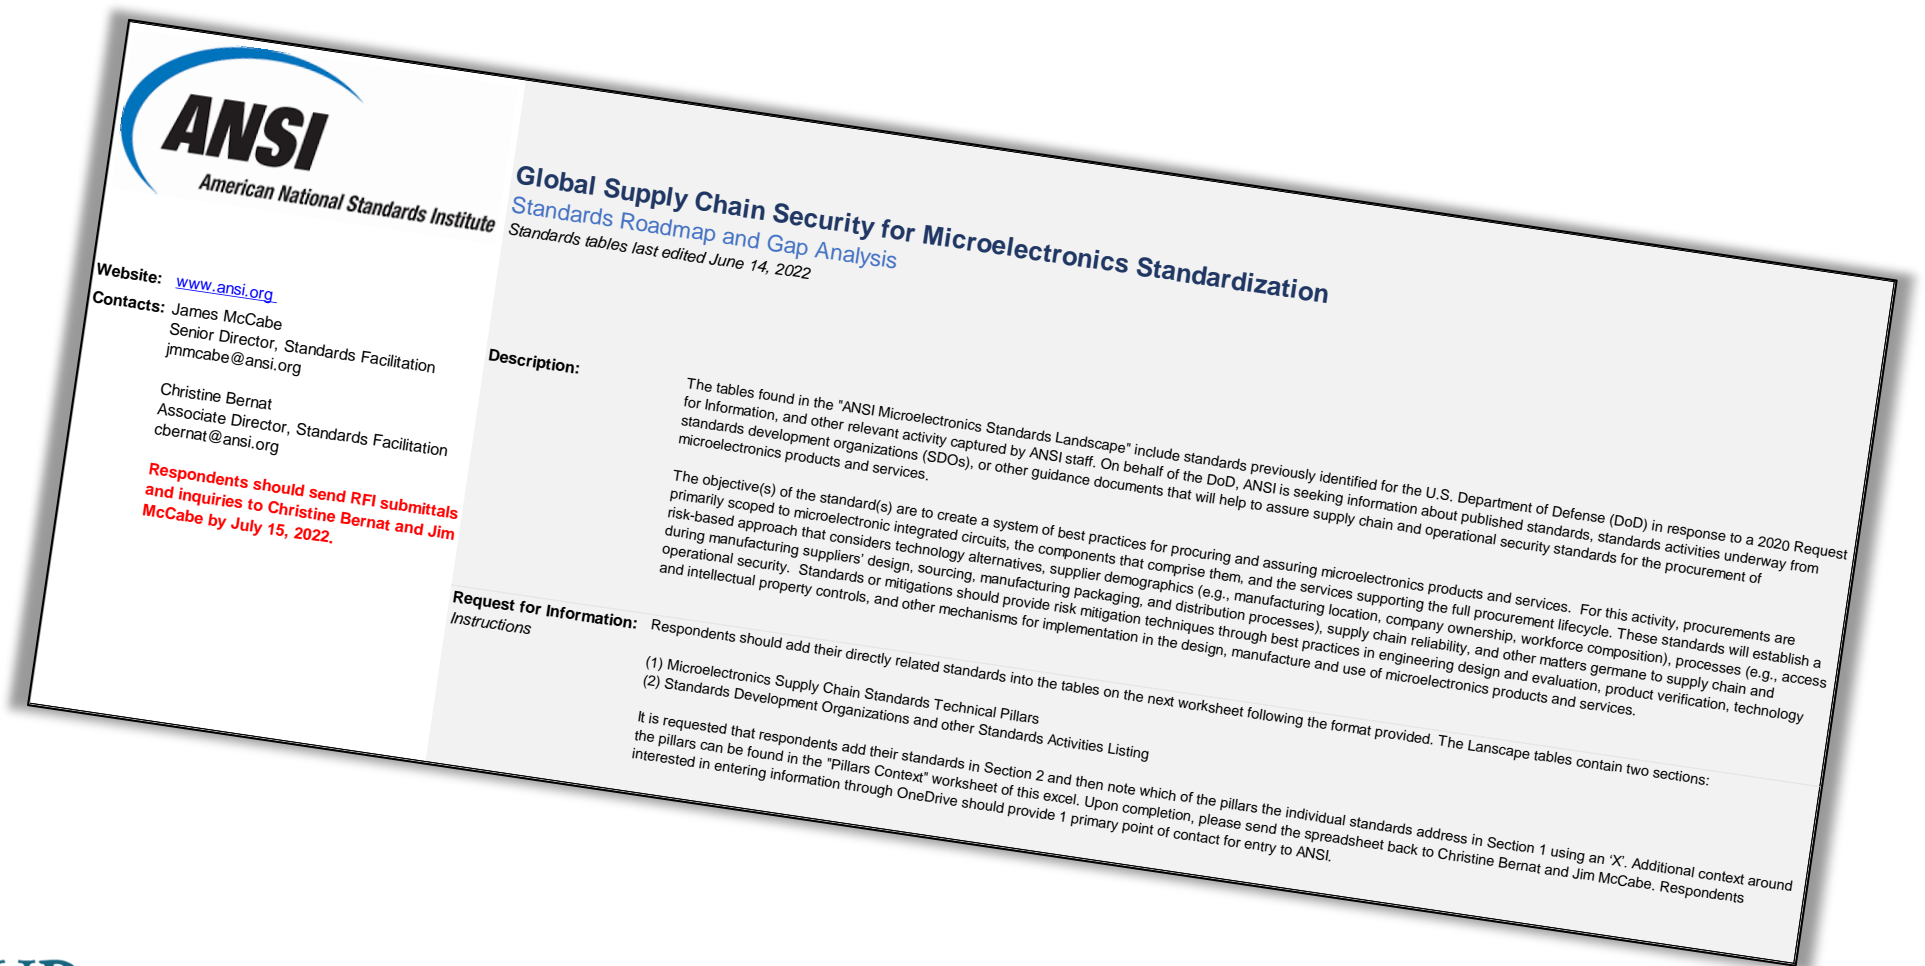 ANSI
American National Standards Institute
Website: www.ansi.org
Contacts: James McCabe
Senior Director, Standards Facilitation
jmmcabe@ansi.org
Christine Bernat
Associate Director, Standards Facilitation
cbernat@ansi.org
Respondents should send RFI submittals
and inquiries to Christine Bernat and Jim
McCabe by July 15, 2022.
Global Supply Chain Security for Microelectronics Standardization
Standards Roadmap and Gap Analysis
Standards tables last edited June 14, 2022
Description:
The tables found in the "ANSI Microelectronics Standards Landscape" include standards previously identified for the U.S. Department of Defense (DoD) in response to a 2020 Request
for Information, and other relevant activity captured by ANSI staff. On behalf of the DoD, ANSI is seeking information about published standards, standards activities underway from
standards development organizations (SDOs), or other guidance documents that will help to assure supply chain and operational security standards for the procurement of
microelectronics products and services.
The objective(s) of the standard(s) are to create a system of best practices for procuring and assuring microelectronics products and services.  For this activity, procurements are
primarily scoped to microelectronic integrated circuits, the components that comprise them, and the services supporting the full procurement lifecycle. These standards will establish a
risk-based approach that considers technology alternatives, supplier demographics (e.g., manufacturing location, company ownership, workforce composition), processes (e.g., access
during manufacturing suppliers' design, sourcing, manufacturing packaging, and distribution processes), supply chain reliability, and other matters germane to supply chain and
operational security.  Standards or mitigations should provide risk mitigation techniques through best practices in engineering design and evaluation, product verification, technology
and intellectual property controls, and other mechanisms for implementation in the design, manufacture and use of microelectronics products and services.
Request for Information:
Instructions
Respondents should add their directly related standards into the tables on the next worksheet following the format provided. The Lanscape tables contain two sections:
(1) Microelectronics Supply Chain Standards Technical Pillars
(2) Standards Development Organizations and other Standards Activities Listing
It is requested that respondents add their standards in Section 2 and then note which of the pillars the individual standards address in Section 1 using an 'X'. Additional context around
the pillars can be found in the "Pillars Context" worksheet of this excel. Upon completion, please send the spreadsheet back to Christine Bernat and Jim McCabe. Respondents
interested in entering information through OneDrive should provide 1 primary point of contact for entry to ANSI.